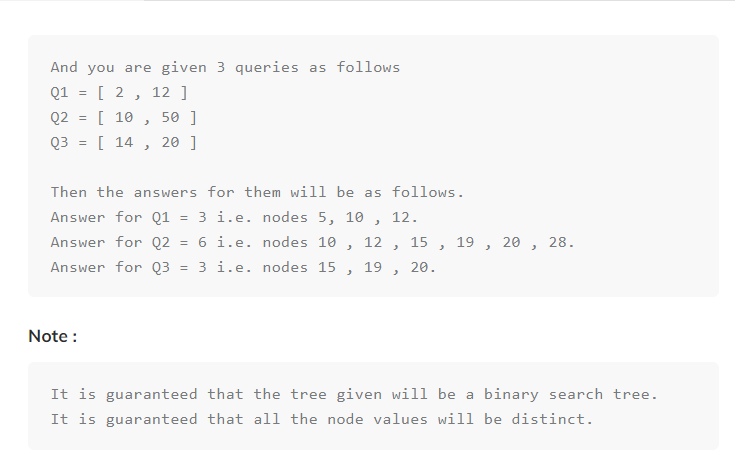 And you are given 3 queries as follows
Q1 = [ 2 , 12 ]
Q2 = [ 10 , 50 ]
Q3 = [ 14 , 20 ]
Then the answers for them will be as follows.
Answer for Q1 = 3 i.e. nodes 5, 10 , 12.
Answer for Q2 = 6 i.e. nodes 10 , 12 , 15 , 19 , 20 , 28.
Answer for Q3 = 3 i.e. nodes 15 , 19 , 20.
Note :
It is guaranteed that the tree given will be a binary search tree.
It is guaranteed that all the node values will be distinct.